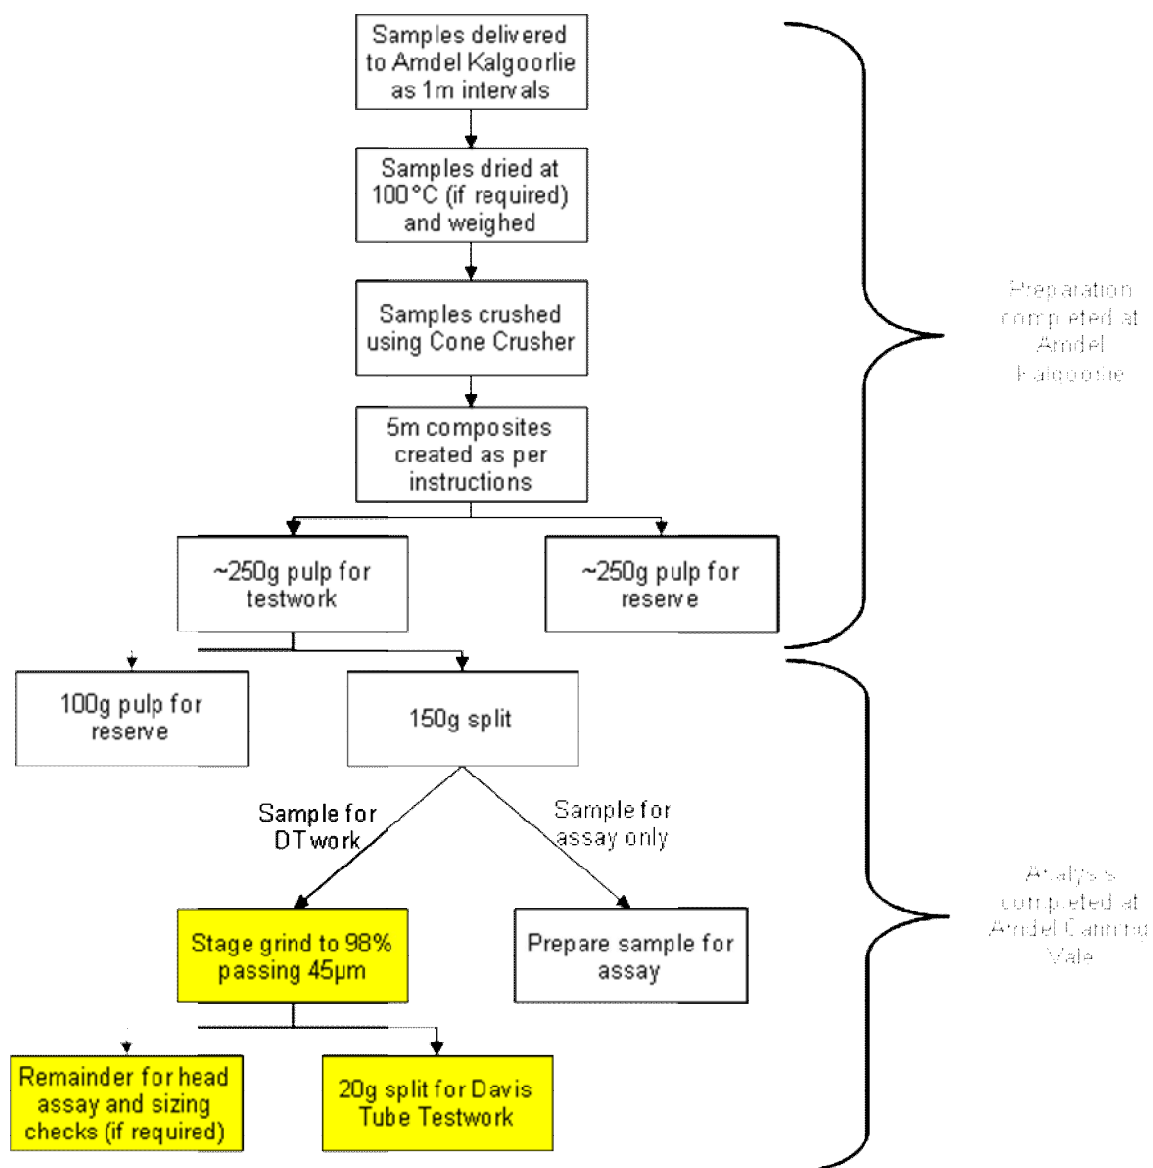 Samples delivered
to Amdel Kalgoorlie
as 1m intervals
Samples dried at
100°C (if required)
and weighed
Samples crushed
using Cone Crusher
Preparation
completed at
Amdel
Kalgoorlie
5m composites
created as per
instructions
~250g pulp for
testwork
~250g pulp for
reserve
100g pulp for
reserve
150g split
Sample for
DT work
Sample for
assay only
Analysis
completed at
Amdel Canning
Vale
Stage grind to 98%
passing 45µm
Prepare sample for
assay
Remainder for head
assay and sizing
checks (if required)
20g split for Davis
Tube Testwork